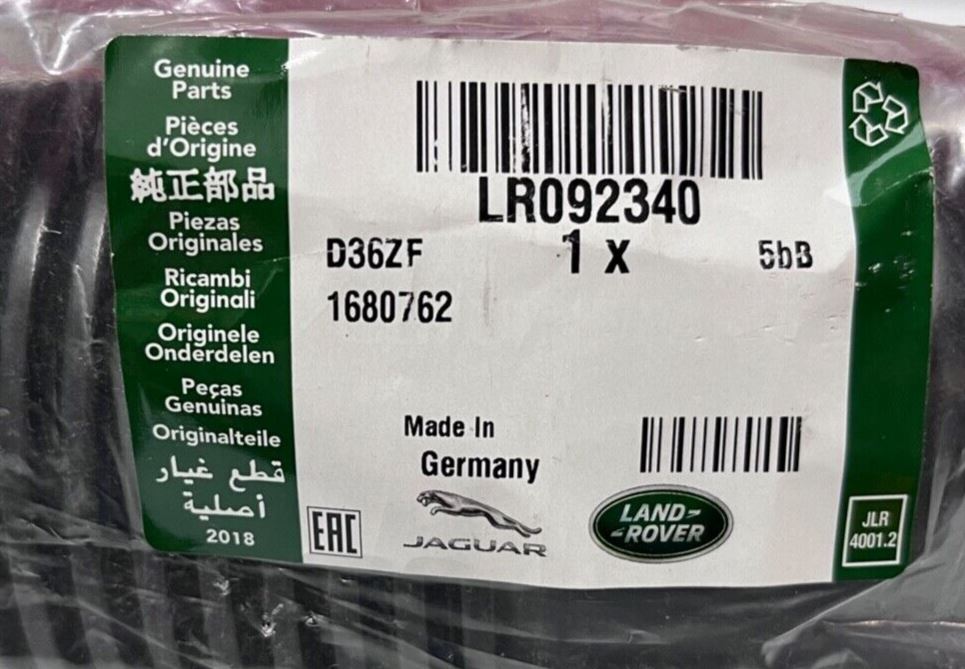 Genuine
Parts
Pièces
d'Origine
純正部品
Piezas
Originales
Ricambi
Originali
Originele
Onderdelen
Peças
Genuinas
Originalteile
قطع غيار
أصلية
2018
LR092340
D36ZF 1 X 5bB
1680762
Made In
Germany
EAC
JAGUAR
LAND-
-ROVER
JLR
4001.2